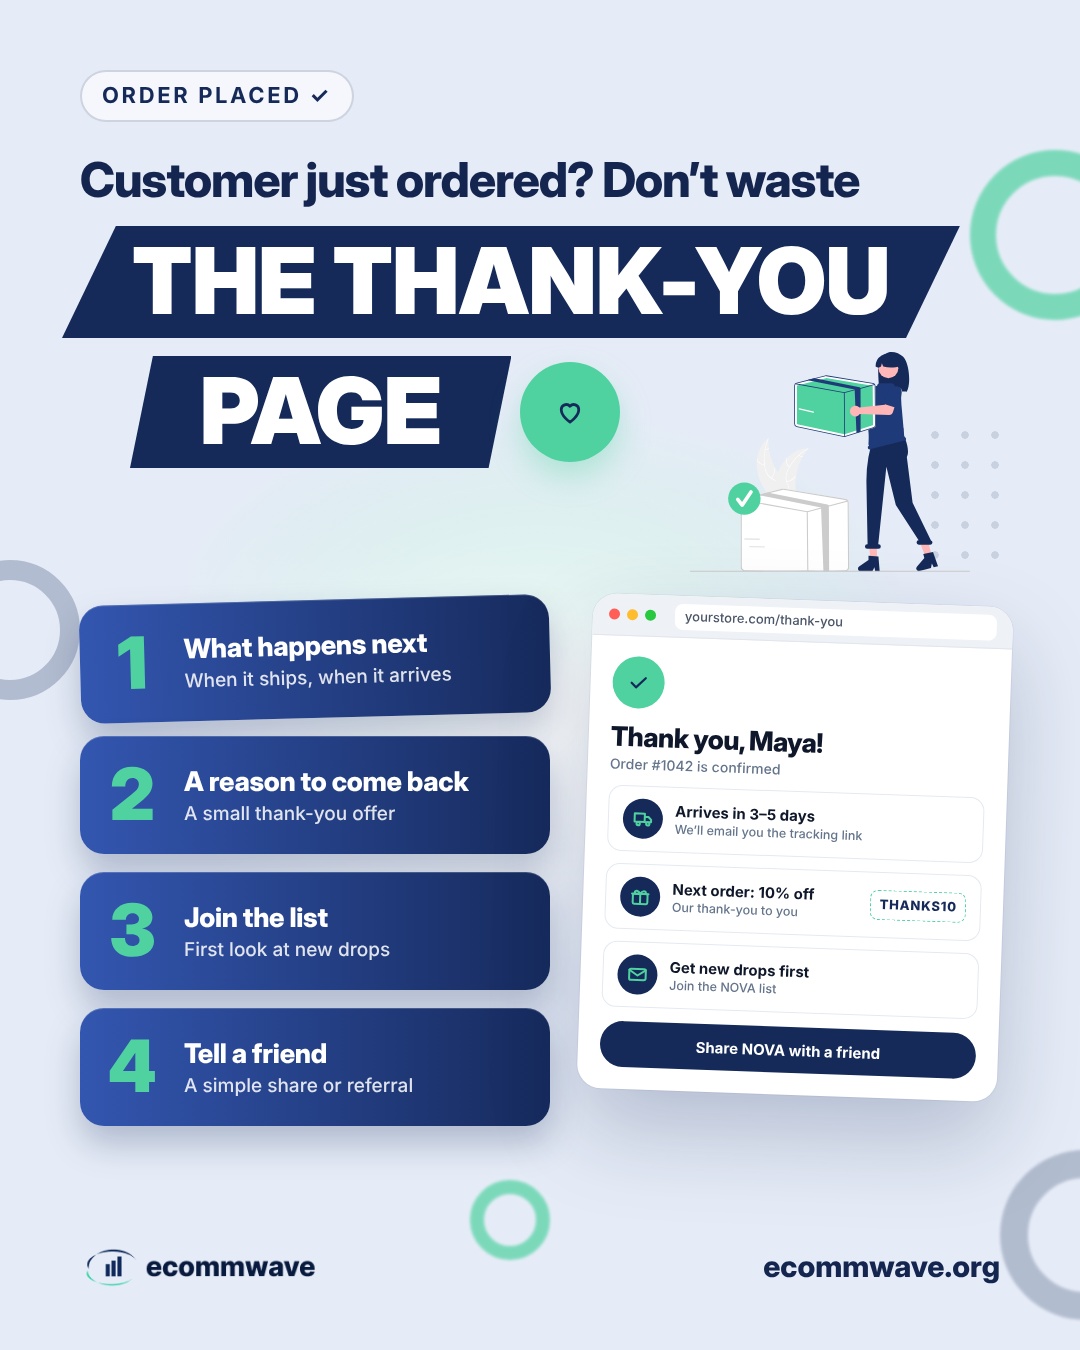 ORDER PLACED ✓
Customer just ordered? Don’t waste
THE THANK-YOU
PAGE
1
What happens next
When it ships, when it arrives
2
A reason to come back
A small thank-you offer
3
Join the list
First look at new drops
4
Tell a friend
A simple share or referral
yourstore.com/thank-you
Thank you, Maya!
Order #1042 is confirmed
Arrives in 3–5 days
We’ll email you the tracking link
Next order: 10% off
Our thank-you to you
THANKS10
Get new drops first
Join the NOVA list
Share NOVA with a friend
ecommwave
ecommwave.org